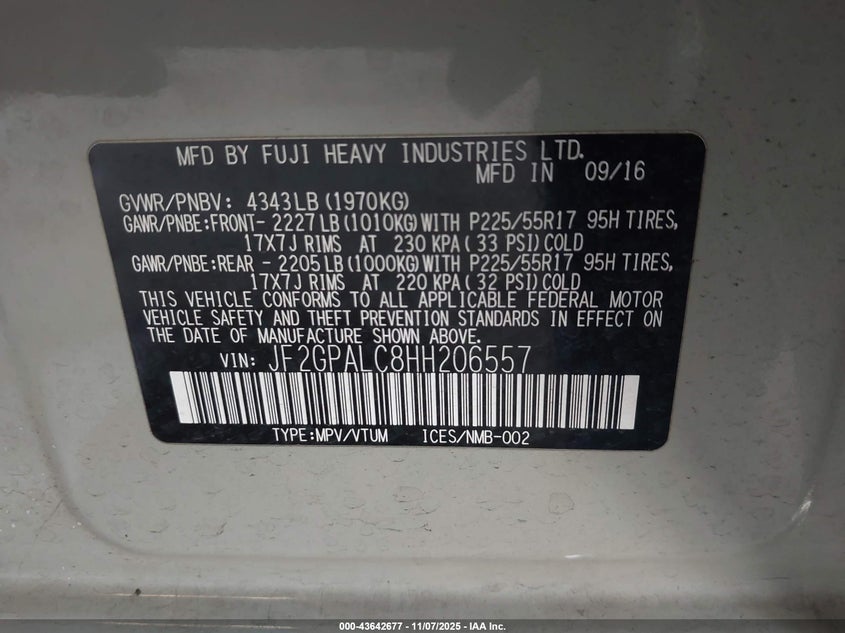 MFD BY FUJI HEAVY INDUSTRIES LTD.
MFD IN 09/16
GVWR/PNBV: 4343LB (1970KG)
GAWR/PNBE:FRONT- 2227LB (1010KG) WITH P225/55R17 95H TIRES,
17X7J RIMS AT 230 KPA (33 PSI) COLD
GAWR/PNBE:REAR - 2205LB (1000KG) WITH P225/55R17 95H TIRES,
17X7J RIMS AT 220 KPA (32 PSI) COLD
THIS VEHICLE CONFORMS TO ALL APPLICABLE FEDERAL MOTOR
VEHICLE SAFETY AND THEFT PREVENTION STANDARDS IN EFFECT ON
THE DATE OF MANUFACTURE SHOWN ABOVE.
VIN: JF2GPALC8HH206557
TYPE:MPV/VTUM ICES/NMB-002
000-43642677 - 11/07/2025 - IAA Inc.